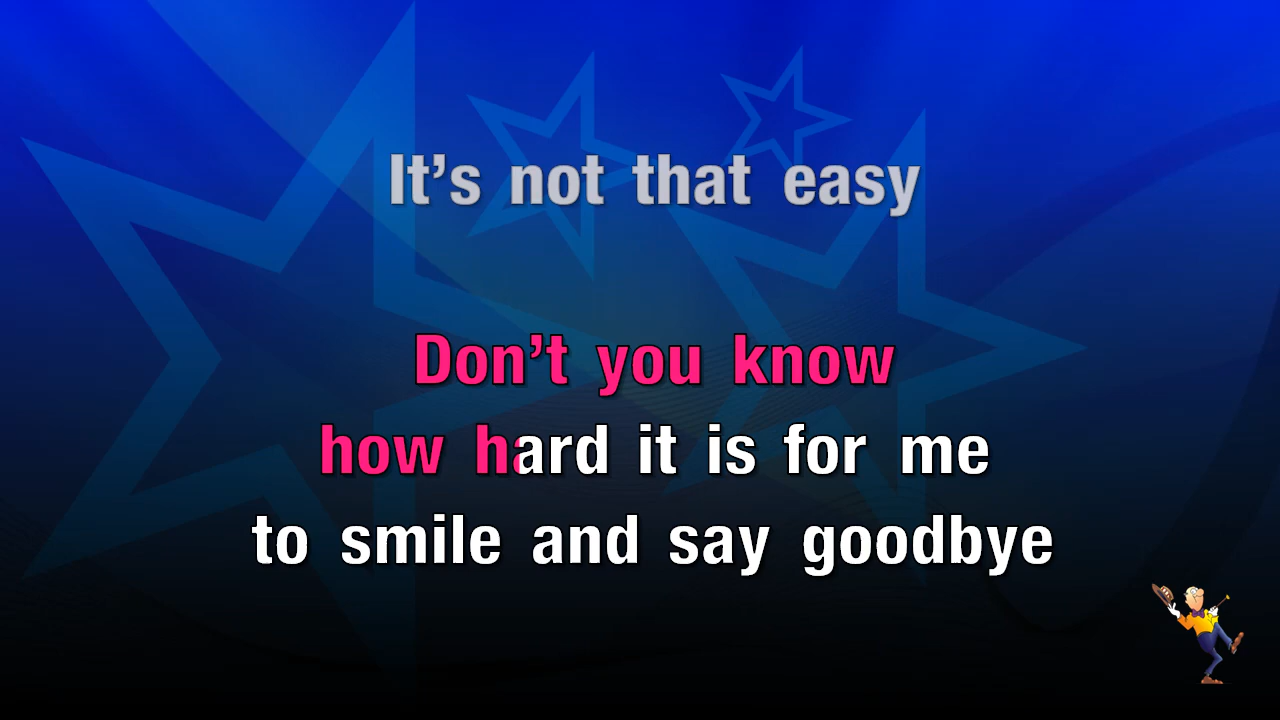 It’s not that easy
Don’t you know
how hard it is for me
to smile and say goodbye